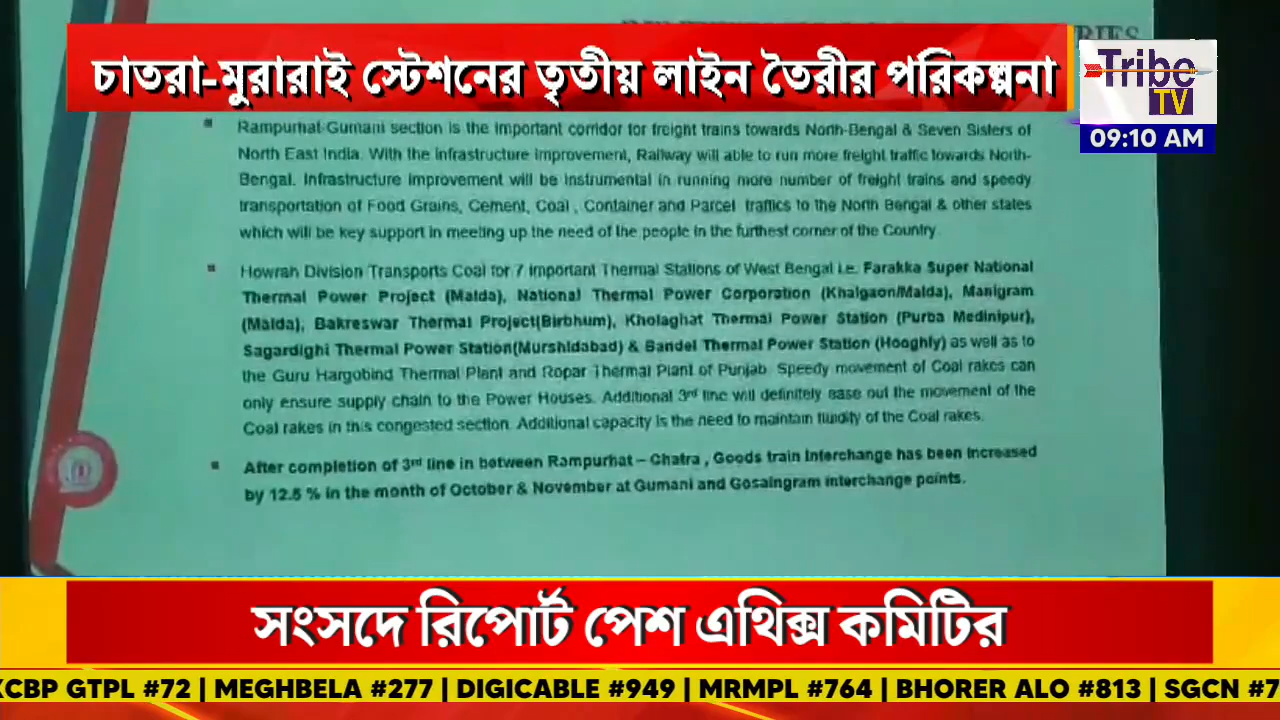 চাতরা-মুরারাই স্টেশনের তৃতীয় লাইন তৈরীর পরিকল্পনা
Tribe
TV
09:10 AM
Rampurhat-Gumani section is the important corridor for freight trains towards North-Bengal & Seven Sisters of
North East India. With the infrastructure improvement, Railway will able to run more freight traffic towards North-
Bengal. Infrastructure improvement will be instrumental in running more number of freight trains and speedy
transportation of Food Grains, Cement, Coal , Container and Parcel traffics to the North Bengal & other states
which will be key support in meeting up the need of the people in the furthest corner of the Country.
Howrah Division Transports Coal for 7 important Thermal Stations of West Bengal i.e. Farakka Super National
Thermal Power Project (Malda), National Thermal Power Corporation (Khalgaon/Malda), Manigram
(Malda), Bakreswar Thermal Project(Birbhum), Kholaghat Thermal Power Station (Purba Medinipur),
Sagardighi Thermal Power Station(Murshidabad) & Bandel Thermal Power Station (Hooghly) as well as to
the Guru Hargobind Thermal Plant and Ropar Thermal Plant of Punjab. Speedy movement of Coal rakes can
only ensure supply chain to the Power Houses. Additional 3rd line will definitely ease out the movement of the
Coal rakes in this congested section. Additional capacity is the need to maintain fluidity of the Coal rakes.
After completion of 3rd line in between Rampurhat – Chatra , Goods train interchange has been increased
by 12.5 % in the month of October & November at Gumani and Gosaingram interchange points.
সংসদে রিপোর্ট পেশ এথিক্স কমিটির
KCBP GTPL #72 | MEGHBELA #277 | DIGICABLE #949 | MRMPL #764 | BHORER ALO #813 | SGCN #7